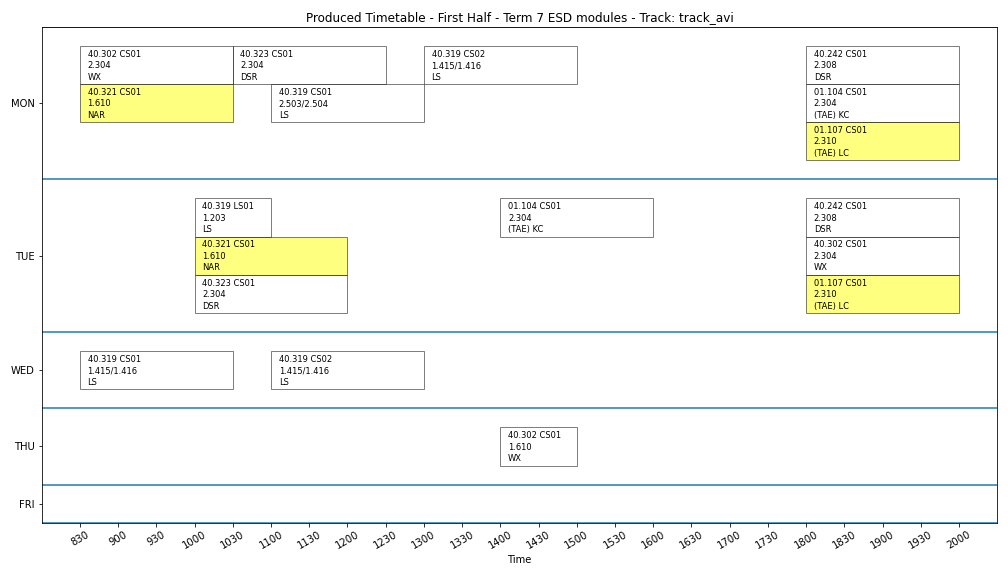 Produced Timetable - First Half - Term 7 ESD modules - Track: track_avi
MON
40.302 CS01
2.304
WX
40.323 CS01
2.304
DSR
40.319 CS02
1.415/1.416
LS
40.242 CS01
2.308
DSR
40.321 CS01
1.610
NAR
40.319 CS01
2.503/2.504
LS
01.104 CS01
2.304
(TAE) KC
01.107 CS01
2.310
(TAE) LC
TUE
40.319 LS01
1.203
LS
01.104 CS01
2.304
(TAE) KC
40.242 CS01
2.308
DSR
40.321 CS01
1.610
NAR
40.302 CS01
2.304
WX
40.323 CS01
2.304
DSR
01.107 CS01
2.310
(TAE) LC
WED
40.319 CS01
1.415/1.416
LS
40.319 CS02
1.415/1.416
LS
THU
40.302 CS01
1.610
WX
FRI
830 900 930 1000 1030 1100 1130 1200 1230 1300 1330 1400 1430 1500 1530 1600 1630 1700 1730 1800 1830 1900 1930 2000
Time